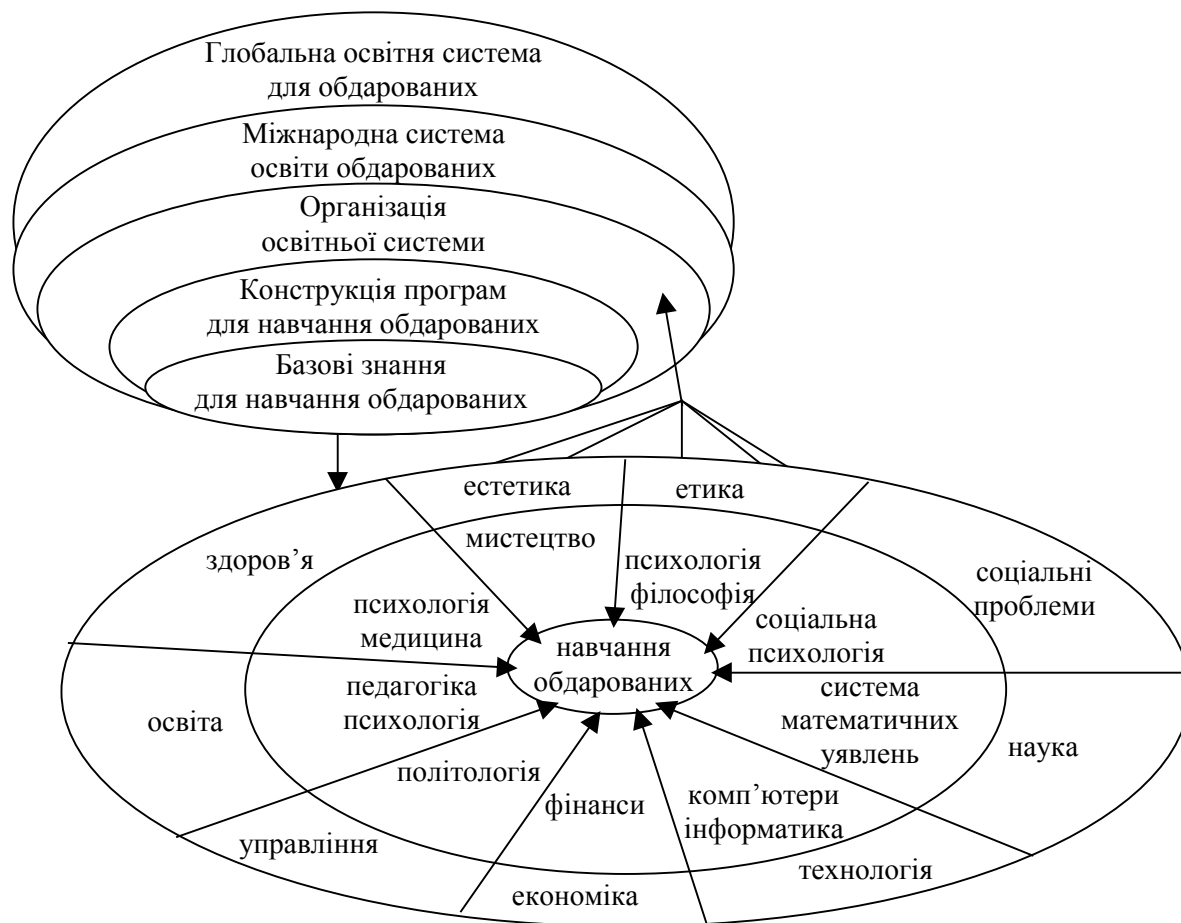 Глобальна освітня система
для обдарованих
Міжнародна система
освіти обдарованих
Організація
освітньої системи
Конструкція програм
для навчання обдарованих
Базові знання
для навчання обдарованих
естетика
етика
мистецтво
здоров’я
психологія
філософія
соціальні
проблеми
психологія
медицина
соціальна
психологія
навчання
обдарованих
педагогіка
психологія
система
математичних
уявлень
освіта
наука
політологія
фінанси
комп’ютери
інформатика
управління
технологія
економіка